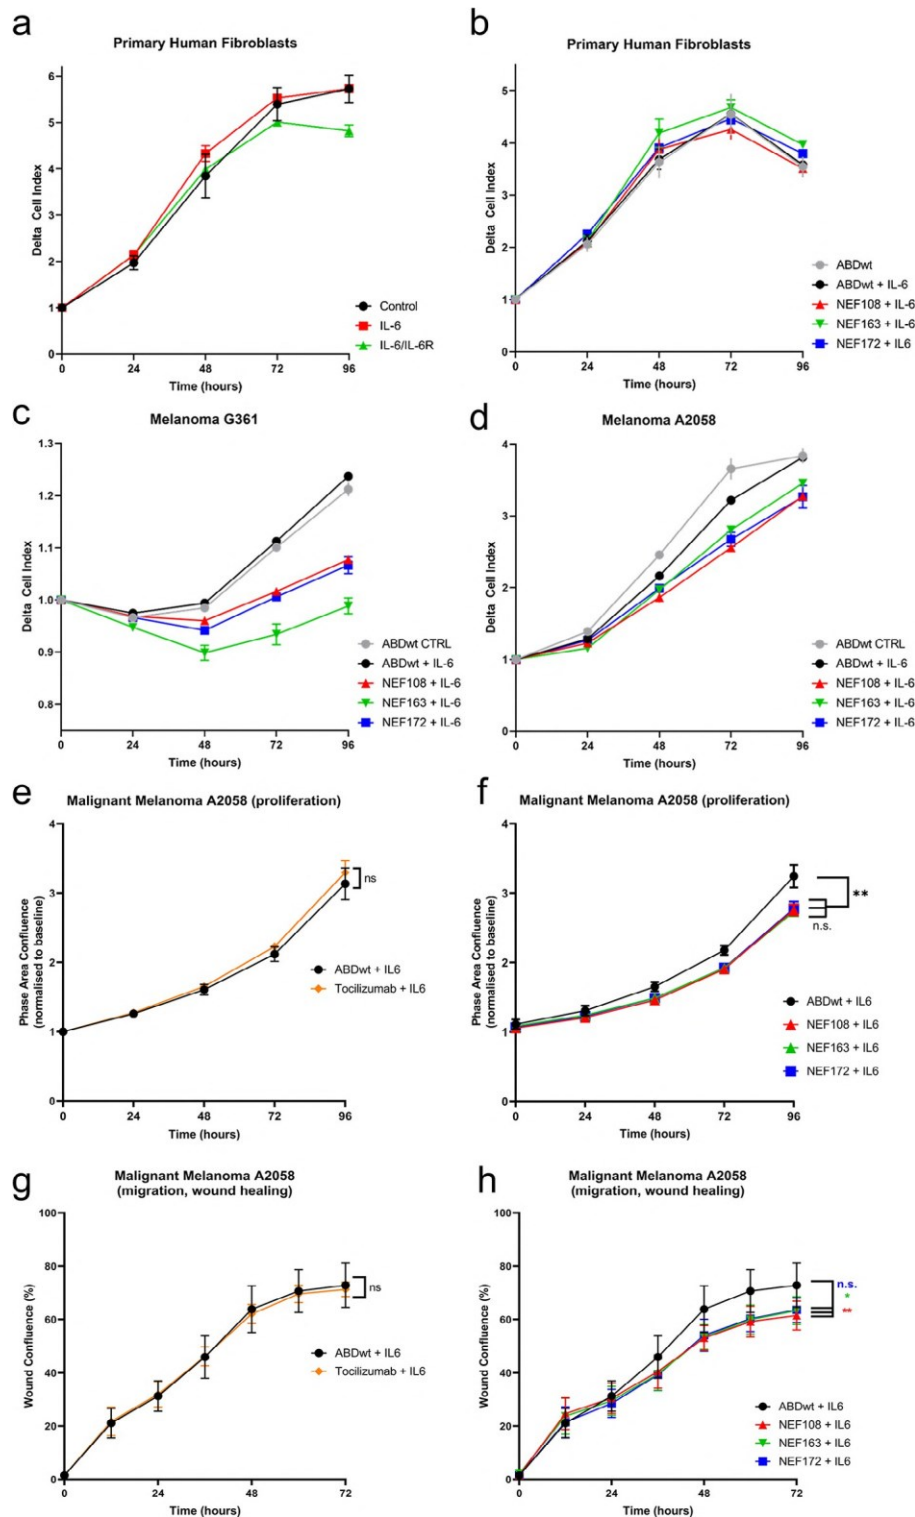 a
Primary Human Fibroblasts
Delta Cell Index
6
5
4
3
2
1
0
0 24 48 72 96
Time (hours)
Control
IL-6
IL-6/IL-6R
b
Primary Human Fibroblasts
Delta Cell Index
5
4
3
2
1
0
0 24 48 72 96
Time (hours)
ABDwt
ABDwt + IL-6
NEF108 + IL-6
NEF163 + IL-6
NEF172 + IL6
c
Melanoma G361
Delta Cell Index
1.3
1.2
1.1
1.0
0.9
0.8
0 24 48 72 96
Time (hours)
ABDwt CTRL
ABDwt + IL-6
NEF108 + IL-6
NEF163 + IL-6
NEF172 + IL-6
d
Melanoma A2058
Delta Cell Index
4
3
2
1
0
0 24 48 72 96
Time (hours)
ABDwt CTRL
ABDwt + IL-6
NEF108 + IL-6
NEF163 + IL-6
NEF172 + IL-6
e
Malignant Melanoma A2058 (proliferation)
Phase Area Confluence
(normalised to baseline)
4
3
2
1
0
0 24 48 72 96
Time (hours)
ns
ABDwt + IL6
Tocilizumab + IL6
f
Malignant Melanoma A2058 (proliferation)
Phase Area Confluence
(normalised to baseline)
4
3
2
1
0
0 24 48 72 96
Time (hours)
**
n.s.
ABDwt + IL6
NEF108 + IL6
NEF163 + IL6
NEF172 + IL6
g
Malignant Melanoma A2058
(migration, wound healing)
Wound Confluence (%)
100
80
60
40
20
0
0 24 48 72
Time (hours)
ns
ABDwt + IL6
Tocilizumab + IL6
h
Malignant Melanoma A2058
(migration, wound healing)
Wound Confluence (%)
100
80
60
40
20
0
0 24 48 72
Time (hours)
n.s.
*
**
ABDwt + IL6
NEF108 + IL6
NEF163 + IL6
NEF172 + IL6